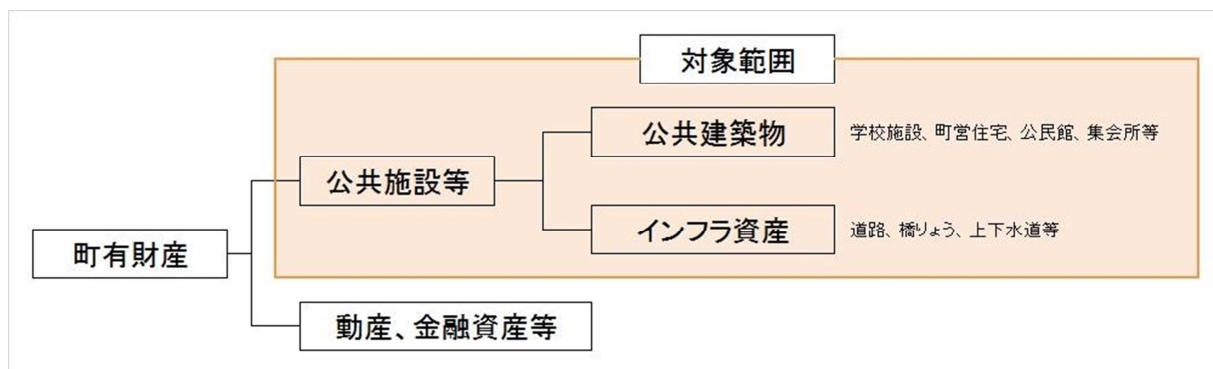 対象範囲
公共建築物
学校施設、町営住宅、公民館、集会所等
公共施設等
インフラ資産
道路、橋りょう、上下水道等
町有財産
動産、金融資産等